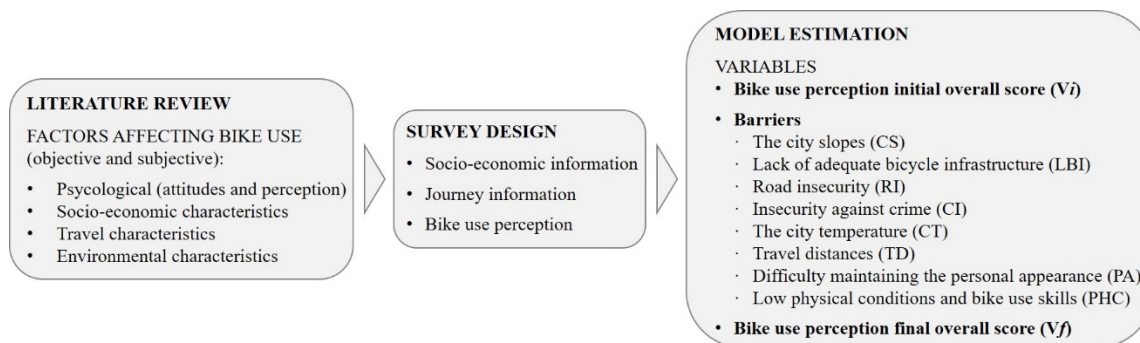 LITERATURE REVIEW
FACTORS AFFECTING BIKE USE
(objective and subjective):
• Psycological (attitudes and perception)
• Socio-economic characteristics
• Travel characteristics
• Environmental characteristics
SURVEY DESIGN
• Socio-economic information
• Journey information
• Bike use perception
MODEL ESTIMATION
VARIABLES
• Bike use perception initial overall score (Vi)
• Barriers
· The city slopes (CS)
· Lack of adequate bicycle infrastructure (LBI)
· Road insecurity (RI)
· Insecurity against crime (CI)
· The city temperature (CT)
· Travel distances (TD)
· Difficulty maintaining the personal appearance (PA)
· Low physical conditions and bike use skills (PHC)
• Bike use perception final overall score (Vf)